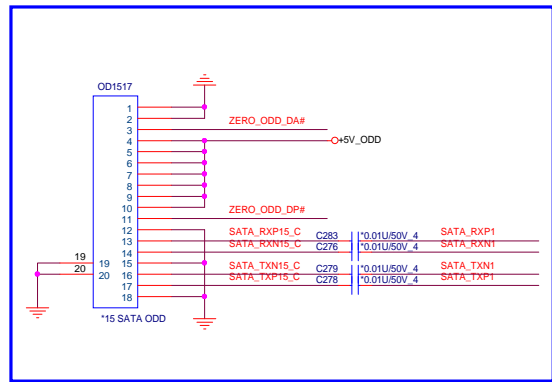 OD1517
1
2
3 ZERO_ODD_DA#
4 +5V_ODD
5
6
7
8
9
10
11 ZERO_ODD_DP#
12
13 SATA_RXP15_C C283 *0.01U/50V_4 SATA_RXP1
14 SATA_RXN15_C C276 *0.01U/50V_4 SATA_RXN1
19 19 15
20 20 16 SATA_TXN15_C C279 *0.01U/50V_4 SATA_TXN1
17 SATA_TXP15_C C278 *0.01U/50V_4 SATA_TXP1
18
*15 SATA ODD